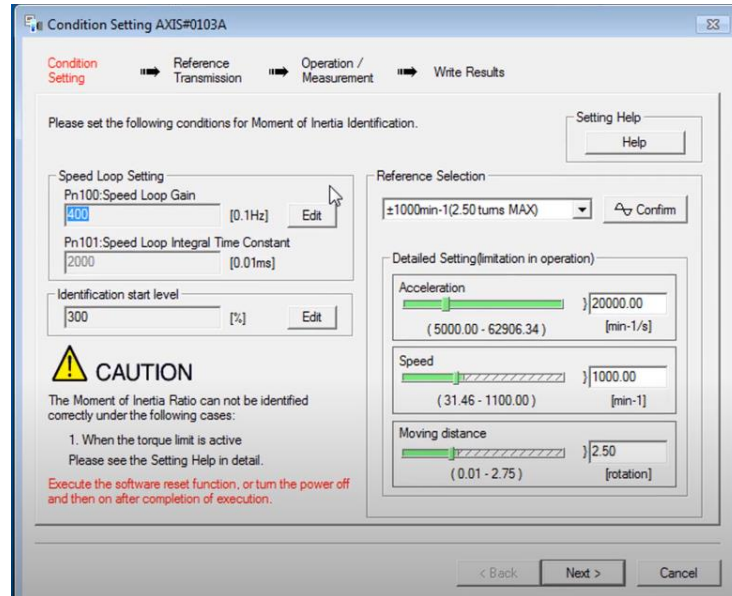 Condition Setting AXIS#0103A
Condition
Setting
Reference
Transmission
Operation /
Measurement
Write Results
Please set the following conditions for Moment of Inertia Identification.
Setting Help
Help
Speed Loop Setting
Pn100:Speed Loop Gain
400
[0.1Hz]
Edit
Pn101:Speed Loop Integral Time Constant
2000
[0.01ms]
Identification start level
300
[%]
Edit
CAUTION
The Moment of Inertia Ratio can not be identified
correctly under the following cases:
1. When the torque limit is active
Please see the Setting Help in detail.
Execute the software reset function, or turn the power off
and then on after completion of execution.
Reference Selection
±1000min-1(2.50 turns MAX)
Confirm
Detailed Setting(limitation in operation)
Acceleration
20000.00
( 5000.00 - 62906.34 )
[min-1/s]
Speed
1000.00
( 31.46 - 1100.00 )
[min-1]
Moving distance
2.50
( 0.01 - 2.75 )
[rotation]
< Back
Next >
Cancel